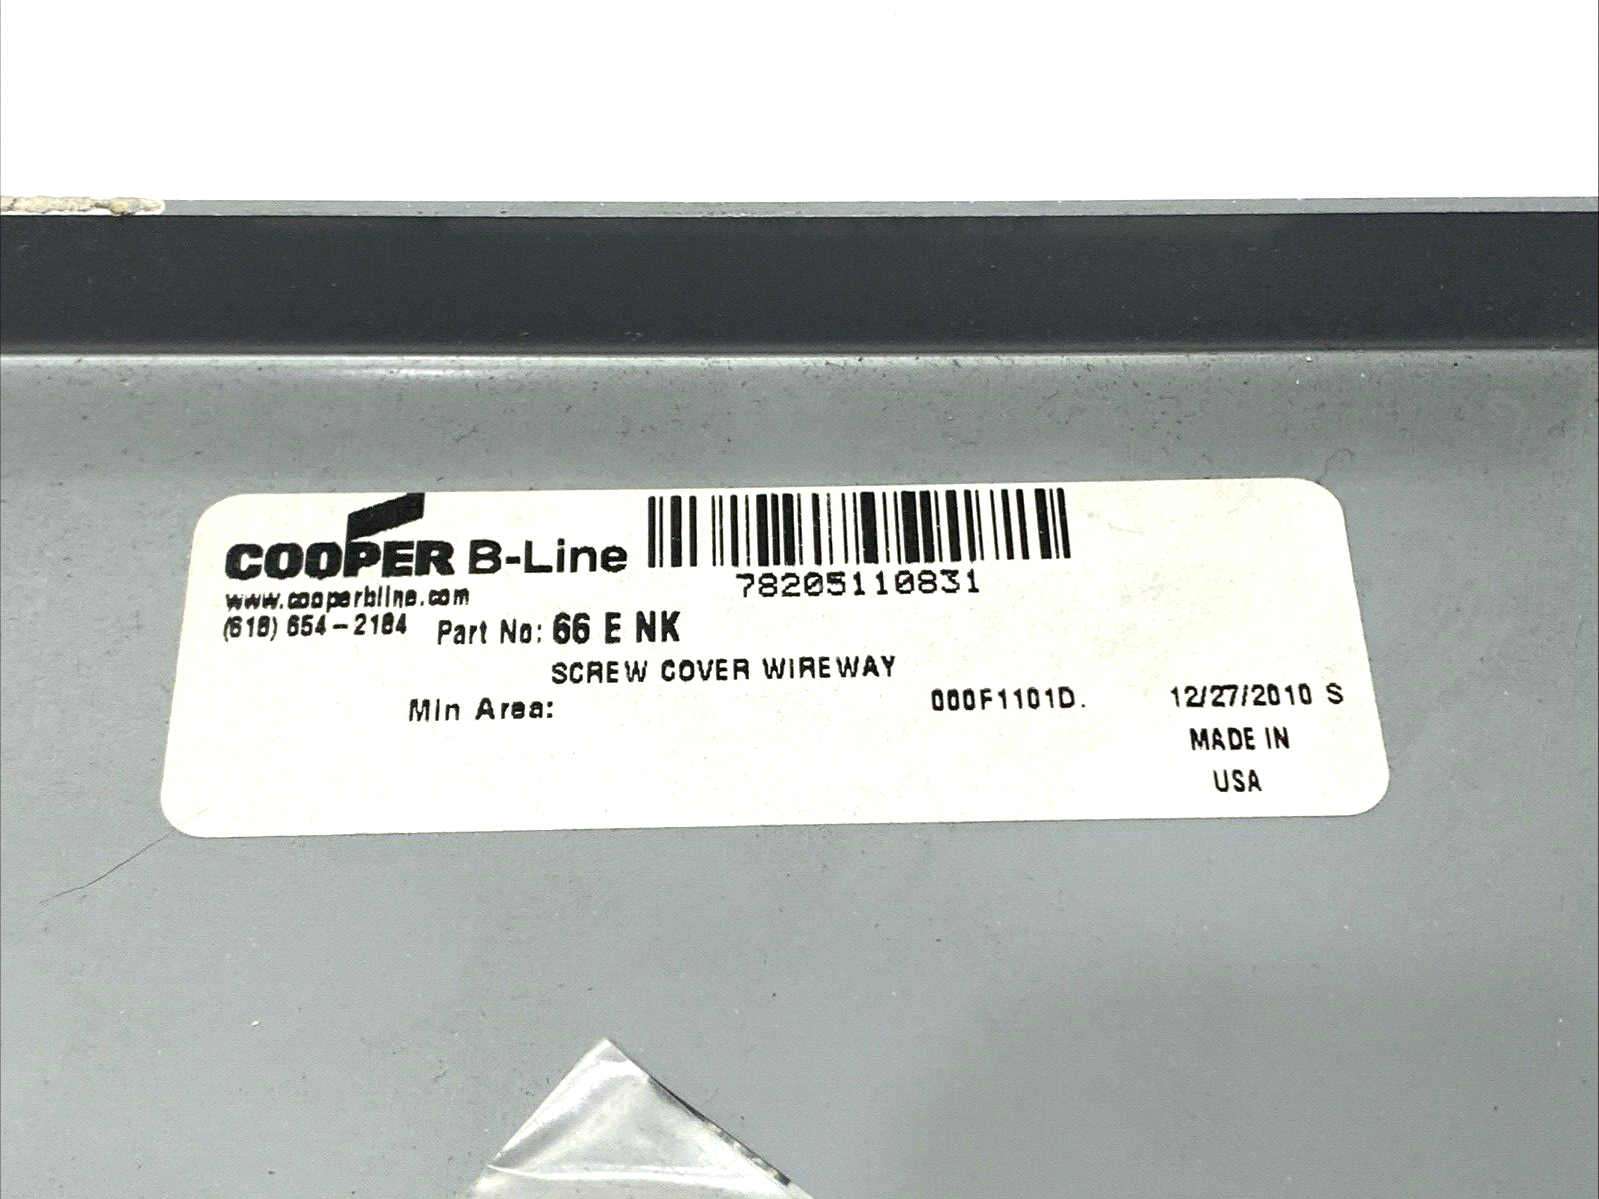 COOPER B-Line
78205110831
www.cooperbline.com
(618) 654-2184
Part No: 66 E NK
SCREW COVER WIREWAY
Min Area:
000F1101D. 12/27/2010 S
MADE IN
USA